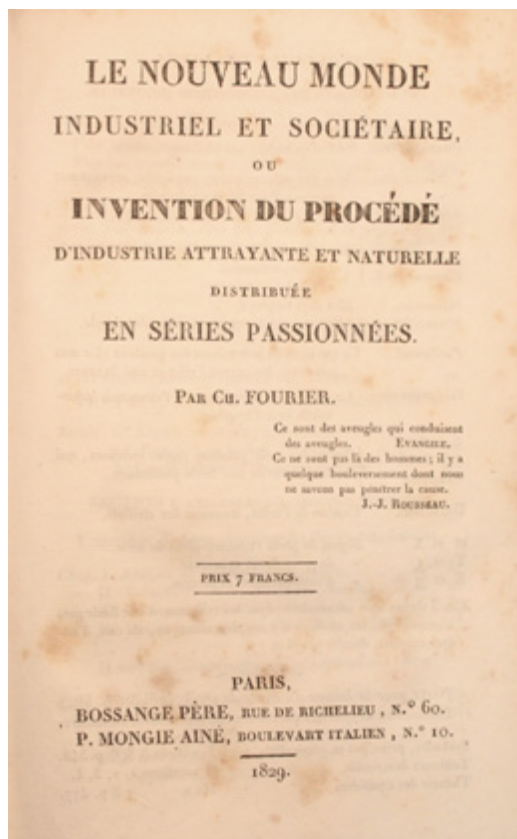 LE NOUVEAU MONDE
INDUSTRIEL ET SOCIÉTAIRE,
OU
INVENTION DU PROCÉDÉ
D'INDUSTRIE ATTRAYANTE ET NATURELLE
DISTRIBUÉE
EN SÉRIES PASSIONNÉES.
PAR CH. FOURIER.
Ce sont des aveugles qui conduisent
des aveugles. EVANGILE.
Ce ne sont pas là des hommes; il y a
quelque bouleversement dont nous
ne savons pas pénétrer la cause.
J.-J. ROUSSEAU.
PRIX 7 FRANCS.
PARIS,
BOSSANGE PÈRE, RUE DE RICHELIEU, N.º 60.
P. MONGIE AINÉ, BOULEVART ITALIEN, N.º 10.
1829.